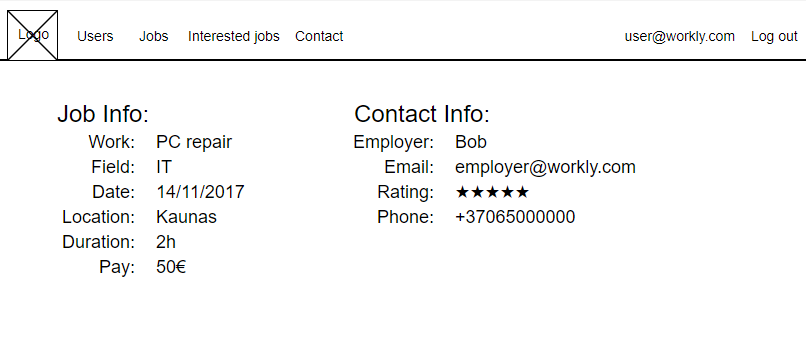 Logo Users Jobs Interested jobs Contact user@workly.com Log out
Job Info:
Work: PC repair
Field: IT
Date: 14/11/2017
Location: Kaunas
Duration: 2h
Pay: 50€
Contact Info:
Employer: Bob
Email: employer@workly.com
Rating: ★★★★★
Phone: +37065000000